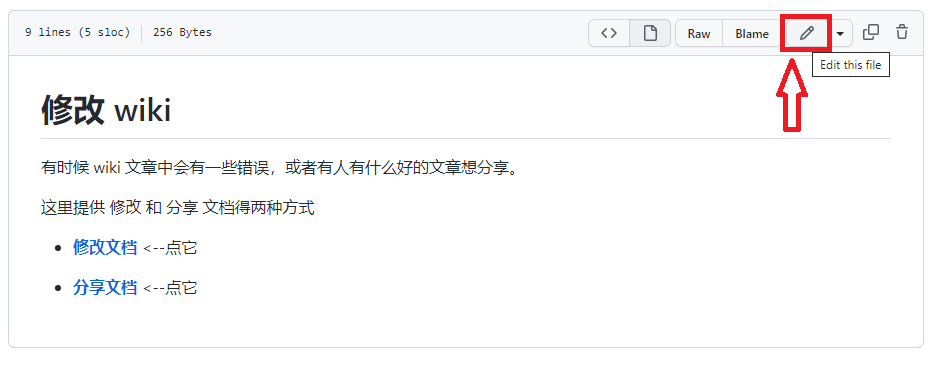 9 lines (5 sloc) 256 Bytes Raw Blame
Edit this file
修改 wiki
有时候 wiki 文章中会有一些错误，或者有人有什么好的文章想分享。
这里提供 修改 和 分享 文档得两种方式
修改文档 <--点它
分享文档 <--点它